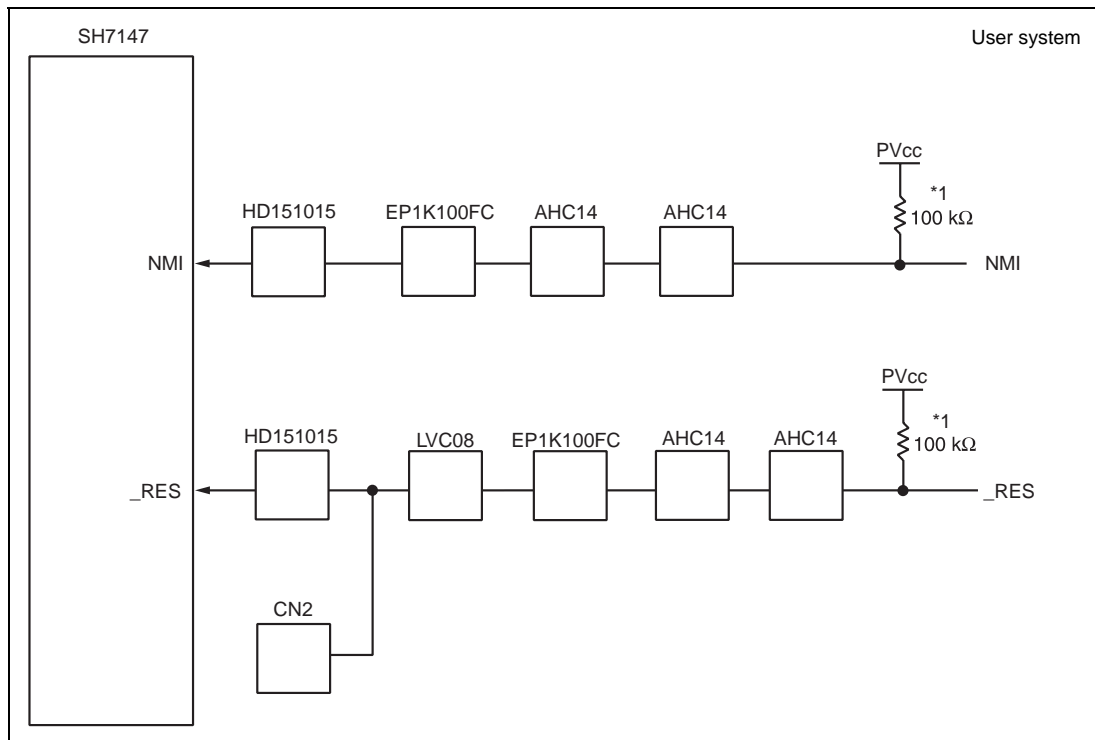 SH7147
User system
PVcc
*1
100 kΩ
HD151015
EP1K100FC
AHC14
AHC14
NMI
NMI
PVcc
*1
100 kΩ
HD151015
LVC08
EP1K100FC
AHC14
AHC14
_RES
_RES
CN2